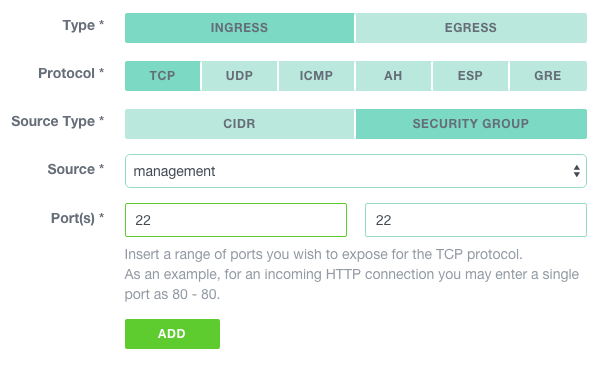 Type * INGRESS EGRESS
Protocol * TCP UDP ICMP AH ESP GRE
Source Type * CIDR SECURITY GROUP
Source * management
Port(s) * 22 22
Insert a range of ports you wish to expose for the TCP protocol.
As an example, for an incoming HTTP connection you may enter a single
port as 80 - 80.
ADD